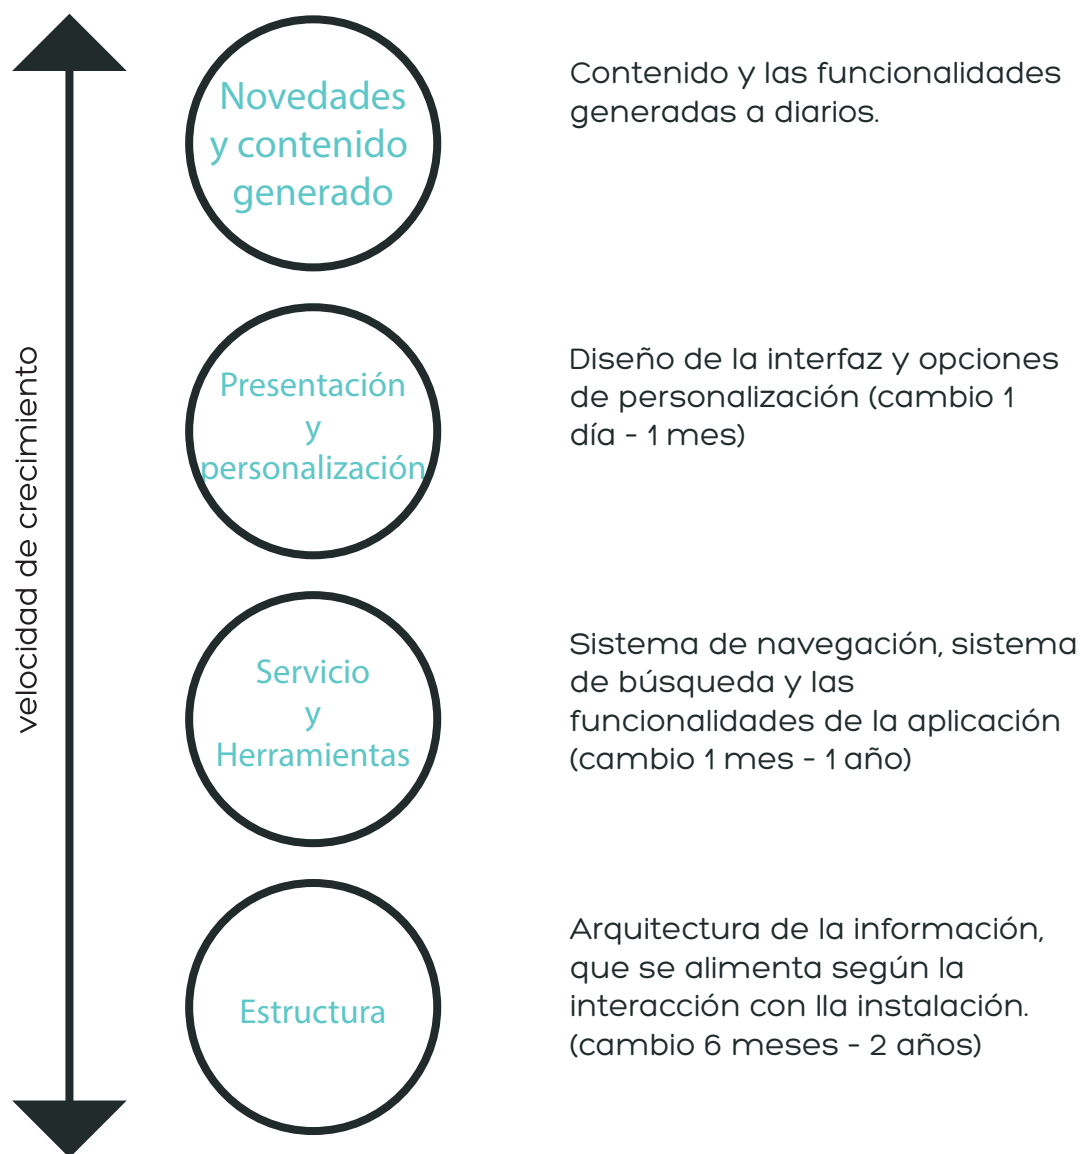 Novedades
y contenido
generado
Contenido y las funcionalidades
generadas a diarios.
velocidad de crecimiento
Presentación
y
personalización
Diseño de la interfaz y opciones
de personalización (cambio 1
día - 1 mes)
Servicio
y
Herramientas
Sistema de navegación, sistema
de búsqueda y las
funcionalidades de la aplicación
(cambio 1 mes - 1 año)
Estructura
Arquitectura de la información,
que se alimenta según la
interacción con lla instalación.
(cambio 6 meses - 2 años)